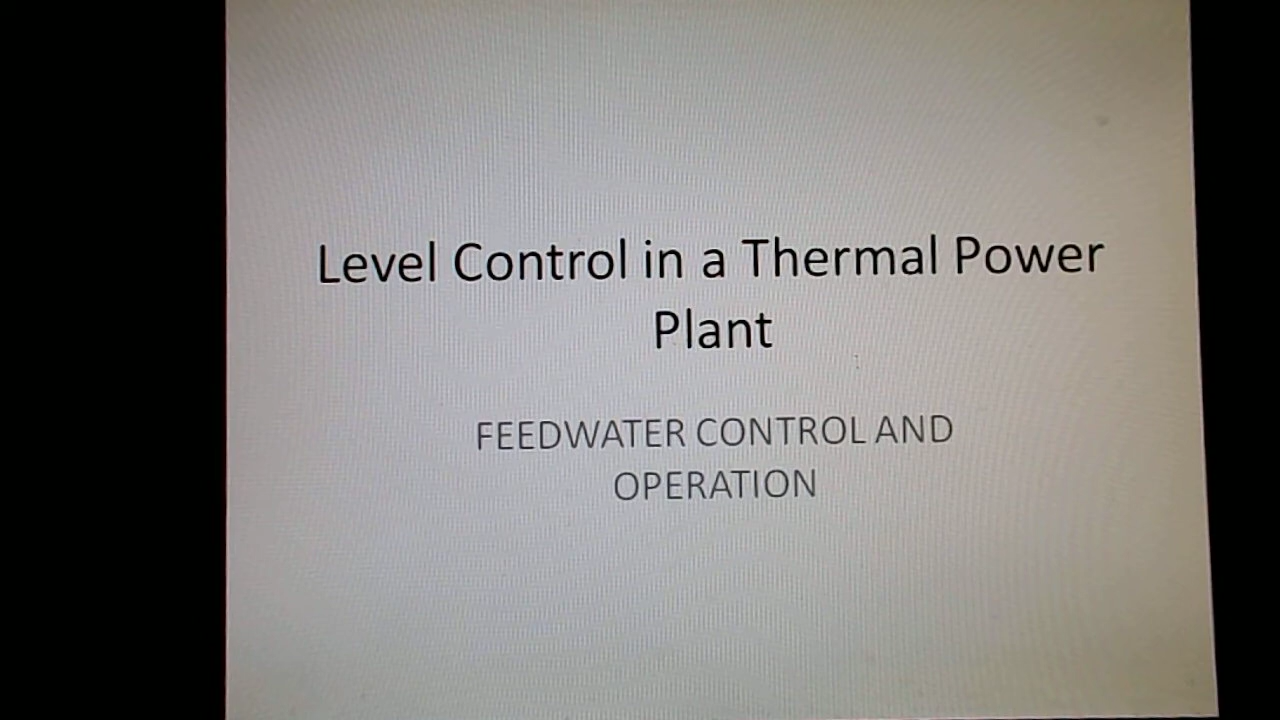 Level Control in a Thermal Power
Plant
FEEDWATER CONTROL AND
OPERATION